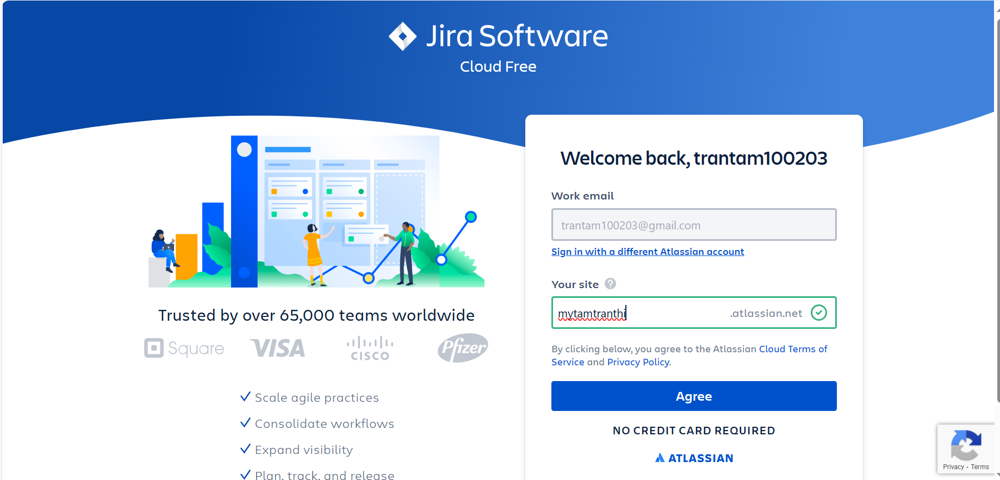 Jira Software
Cloud Free
Welcome back, trantam100203
Work email
trantam100203@gmail.com
Sign in with a different Atlassian account
Your site ?
mytamtranthi .atlassian.net
By clicking below, you agree to the Atlassian Cloud Terms of
Service and Privacy Policy.
Agree
NO CREDIT CARD REQUIRED
ATLASSIAN
Trusted by over 65,000 teams worldwide
Square VISA CISCO Pfizer
Scale agile practices
Consolidate workflows
Expand visibility
Plan, track, and release
Privacy - Terms